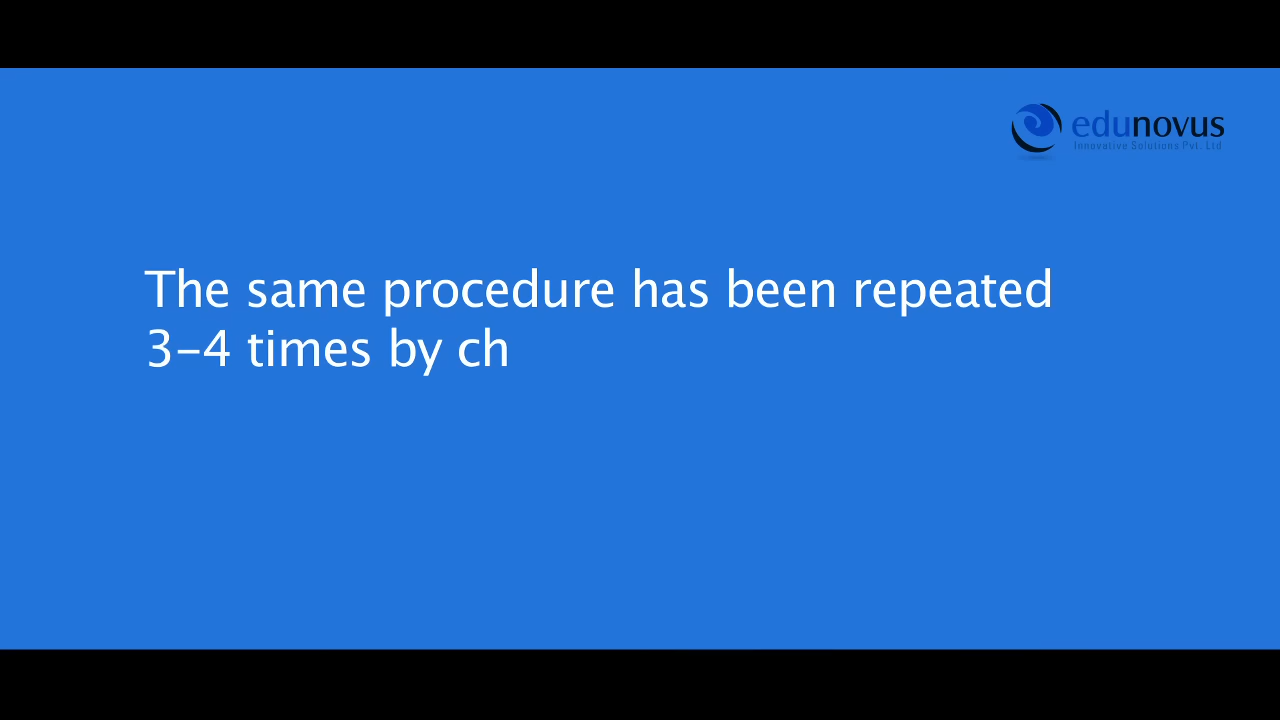 edunovus
Innovative Solutions Pvt. Ltd
The same procedure has been repeated
3-4 times by ch